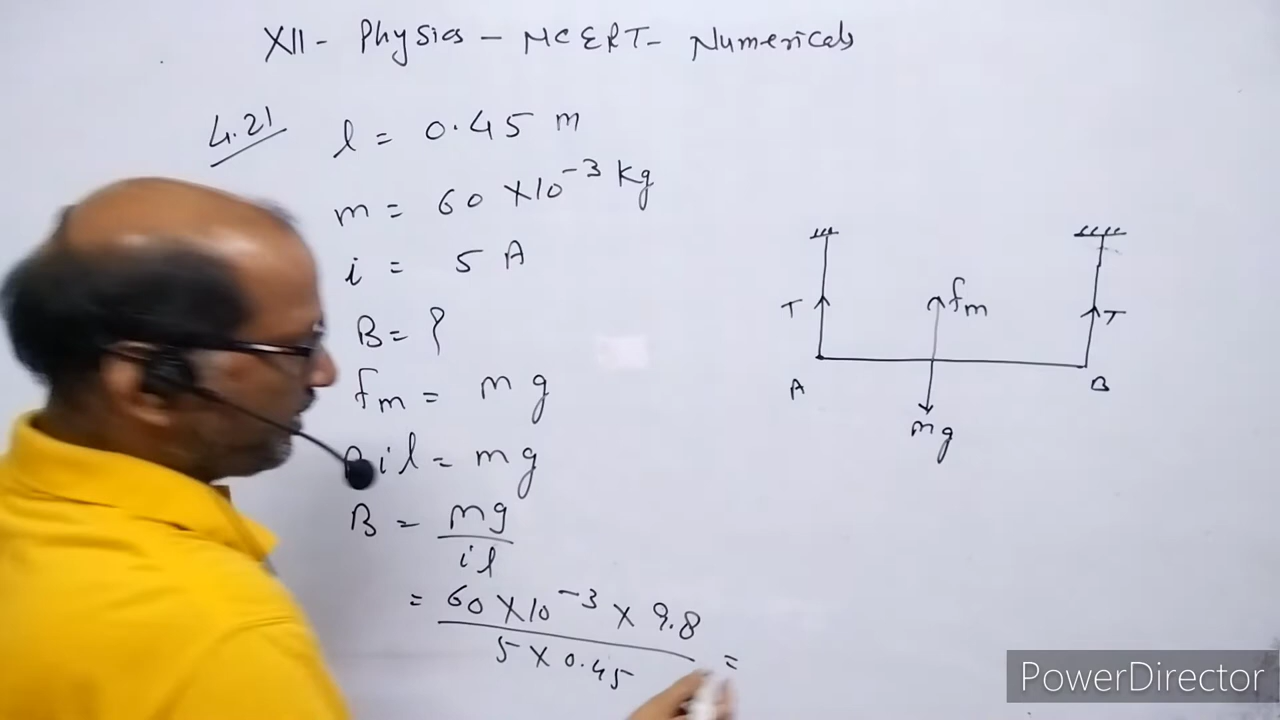 XII - Physics - NCERT - Numericals
4.21
l = 0.45 m
m = 60 × 10⁻³ Kg
i = 5 A
B = ?
fm = mg
il = mg
B = mg / il
= 60 × 10⁻³ × 9.8 / 5 × 0.45 =
T
fm
T
A
B
mg
PowerDirector